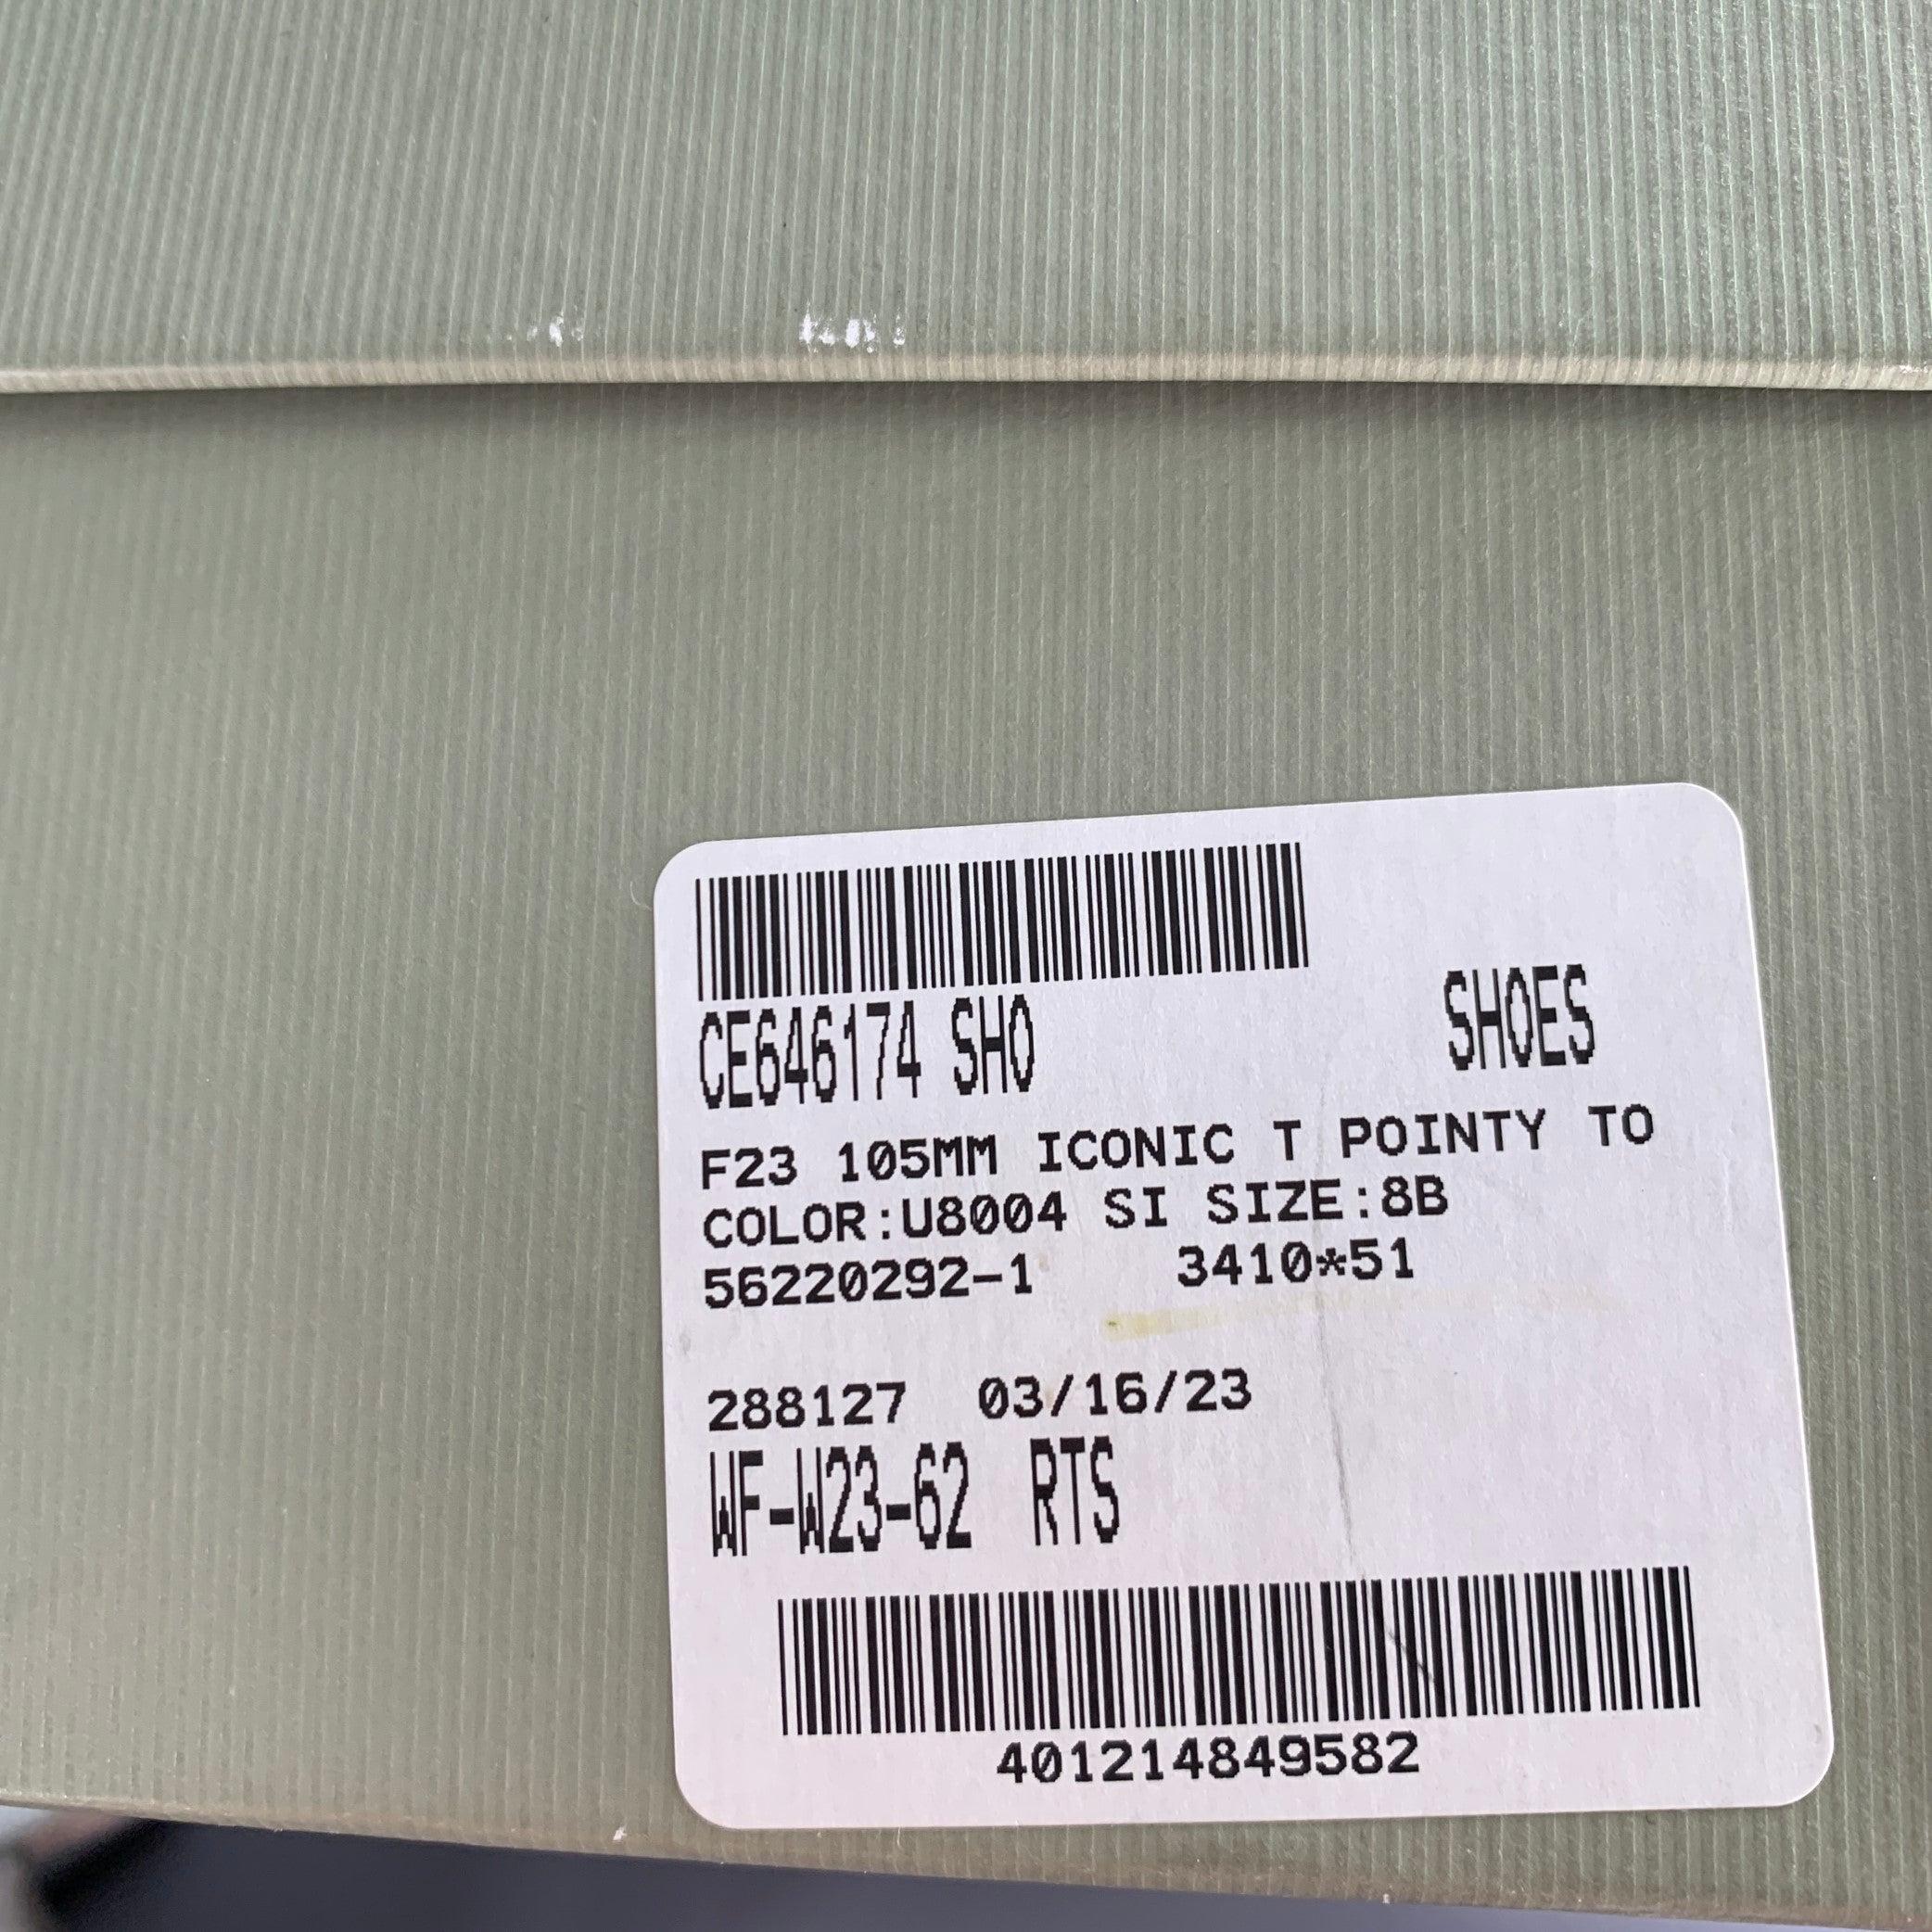 CE646174 SHO SHOES
F23 105MM ICONIC T POINTY TO
COLOR:U8004 SI SIZE:8B
56220292-1 3410*51
288127 03/16/23
WF-W23-62 RTS
401214849582